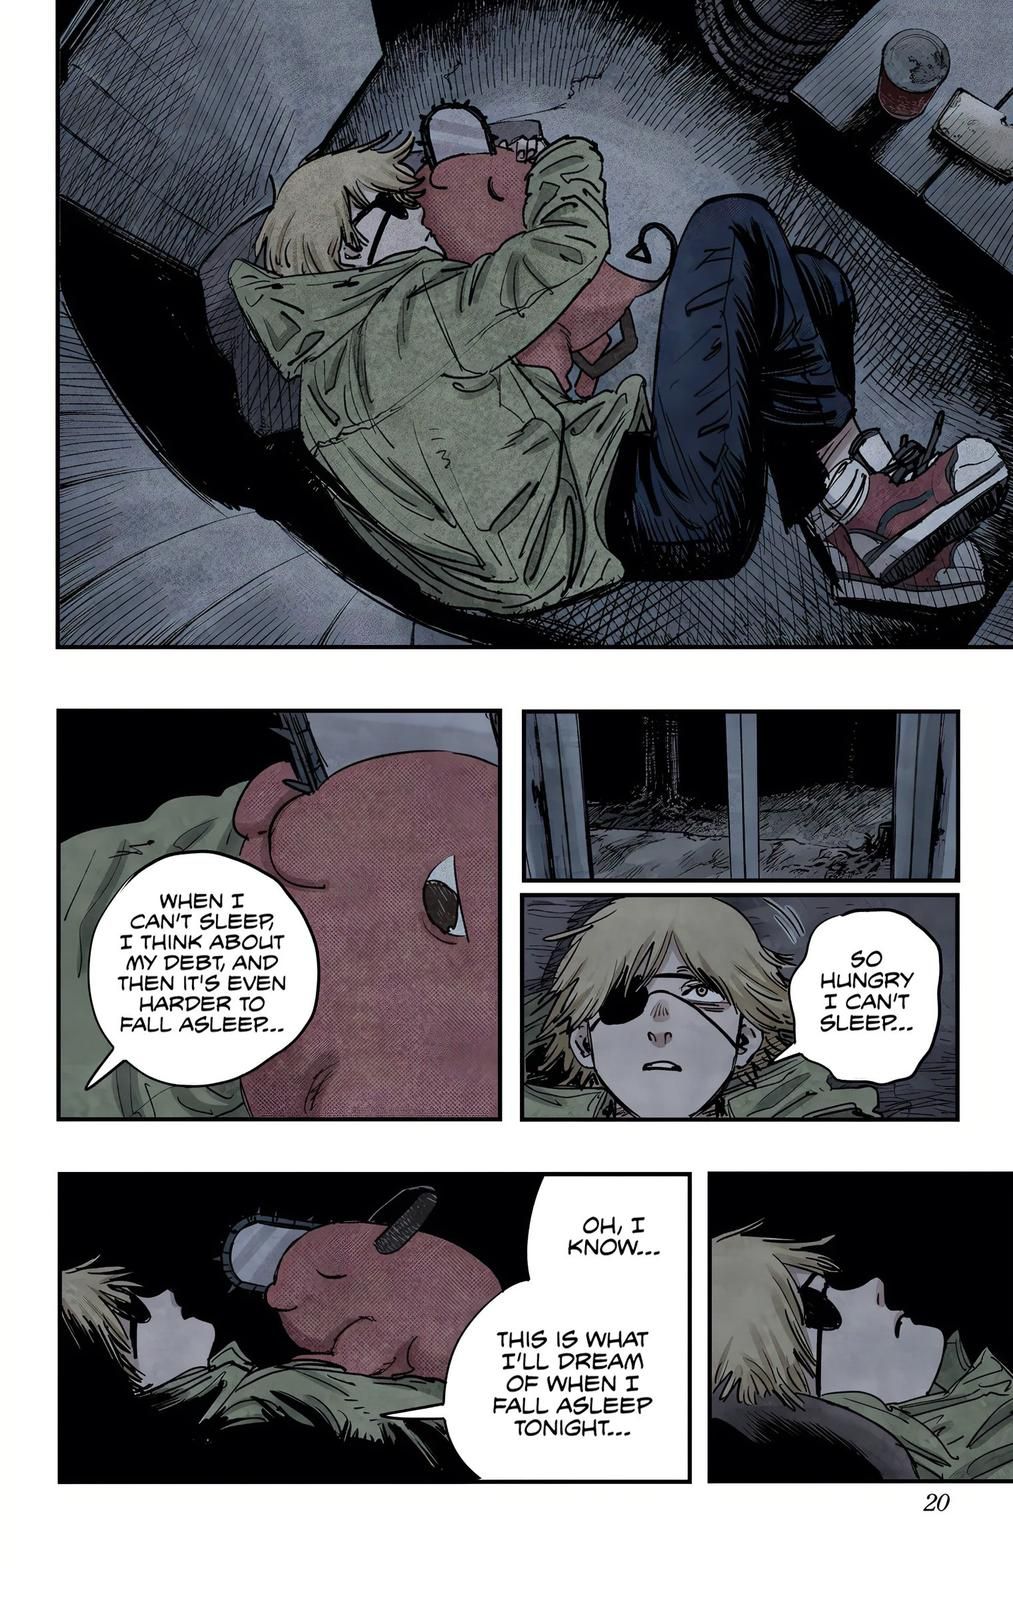 SO
HUNGRY
I CAN'T
SLEEP...
WHEN I
CAN'T SLEEP,
I THINK ABOUT
MY DEBT, AND
THEN IT'S EVEN
HARDER TO
FALL ASLEEP...
OH, I
KNOW...
THIS IS WHAT
I'LL DREAM
OF WHEN I
FALL ASLEEP
TONIGHT...
20